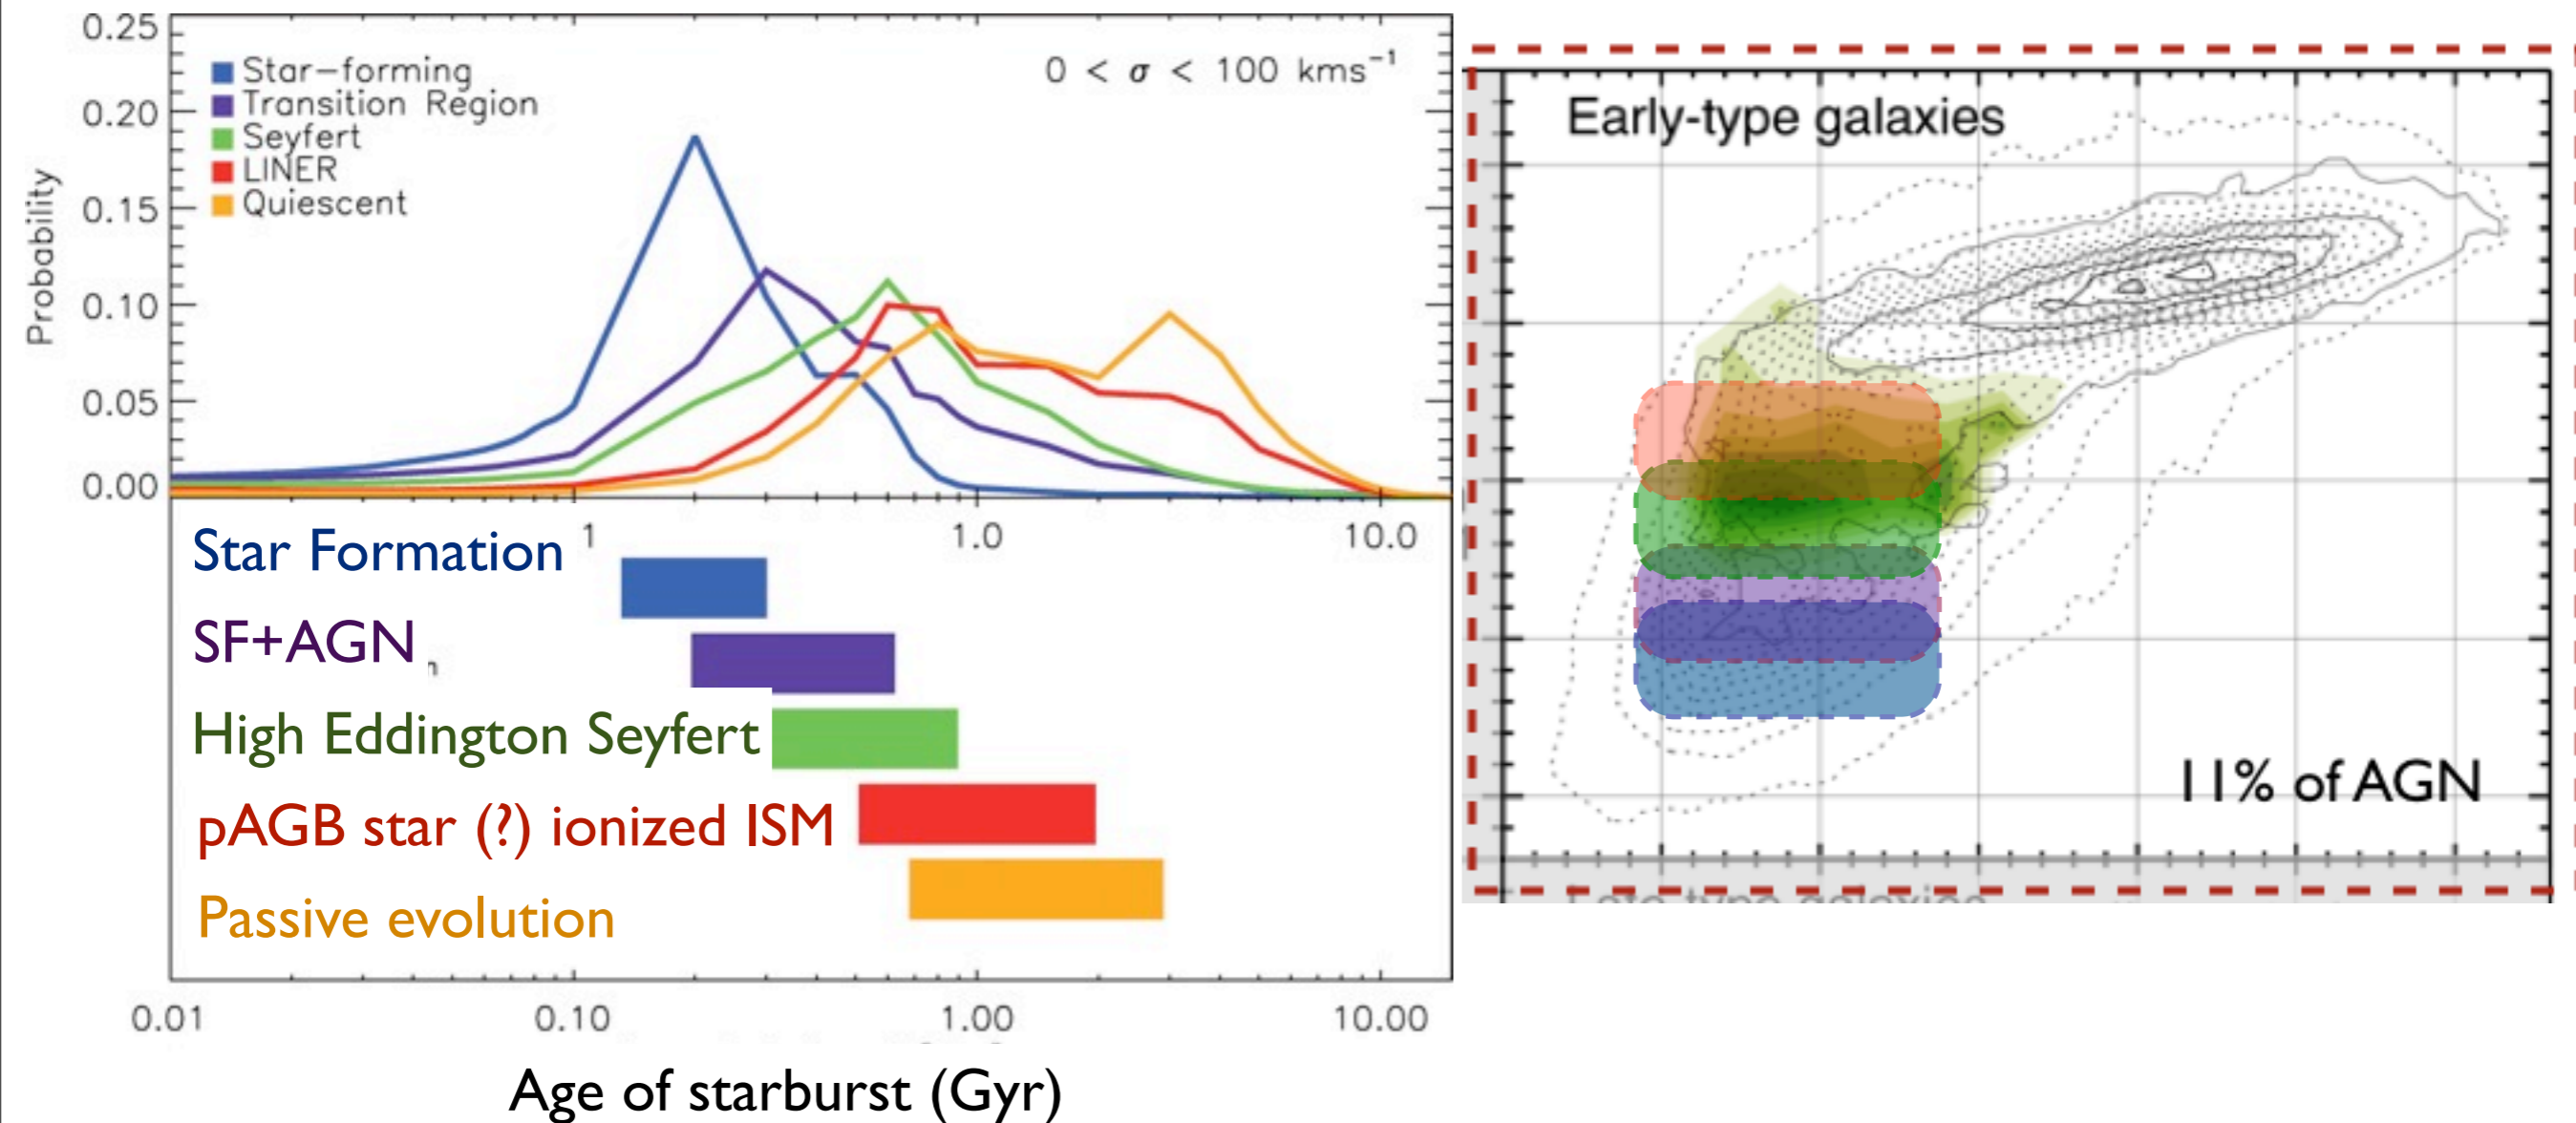 0.25
0.20
0.15
0.10
0.05
0.00
Probability
Star-forming
Transition Region
Seyfert
LINER
Quiescent
0 < σ < 100 kms⁻¹
1
1.0
10.0
Star Formation
SF+AGN
n
High Eddington Seyfert
pAGB star (?) ionized ISM
Passive evolution
0.01
0.10
1.00
10.00
Age of starburst (Gyr)
Early-type galaxies
11% of AGN